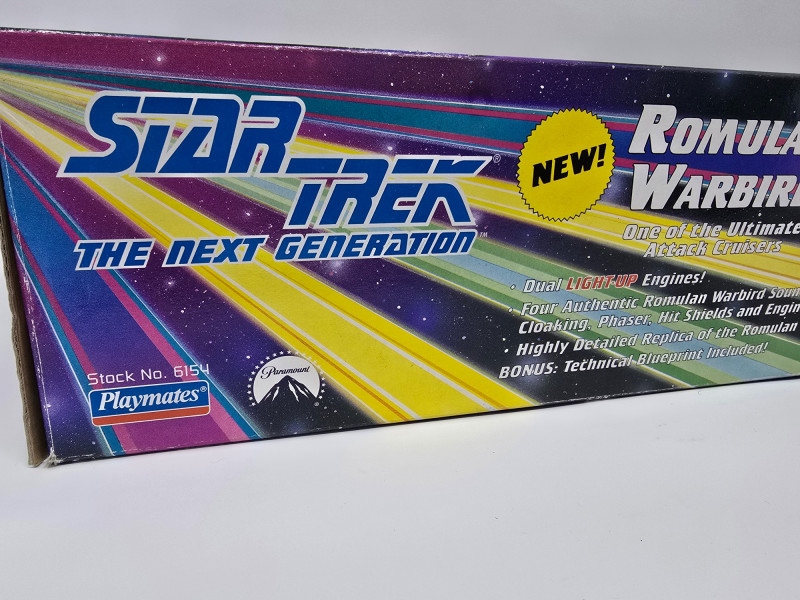 STAR
TREK®
THE NEXT GENERATION™
Stock No. 6154
Playmates®
Paramount
NEW!
ROMULA
WARBIR
One of the Ultimate
Attack Cruisers
· Dual LIGHT-UP Engines!
· Four Authentic Romulan Warbird Soun
Cloaking, Phaser, Hit Shields and Engin
· Highly Detailed Replica of the Romulan
BONUS: Technical Blueprint Included!